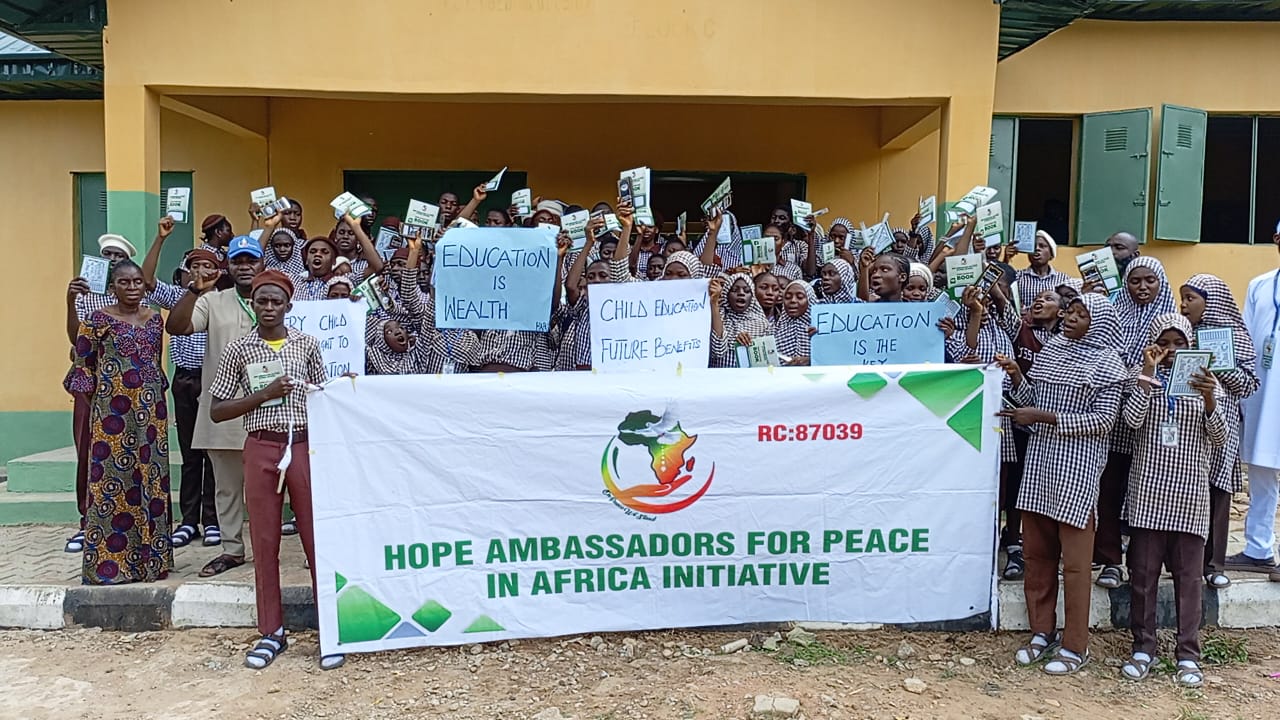 EDUCATION
IS
WEALTH
CHILD EDUCATION
FUTURE BENEFITS
EDUCATION
IS THE
KEY
RC:87039
HOPE AMBASSADORS FOR PEACE
IN AFRICA INITIATIVE
BOOK